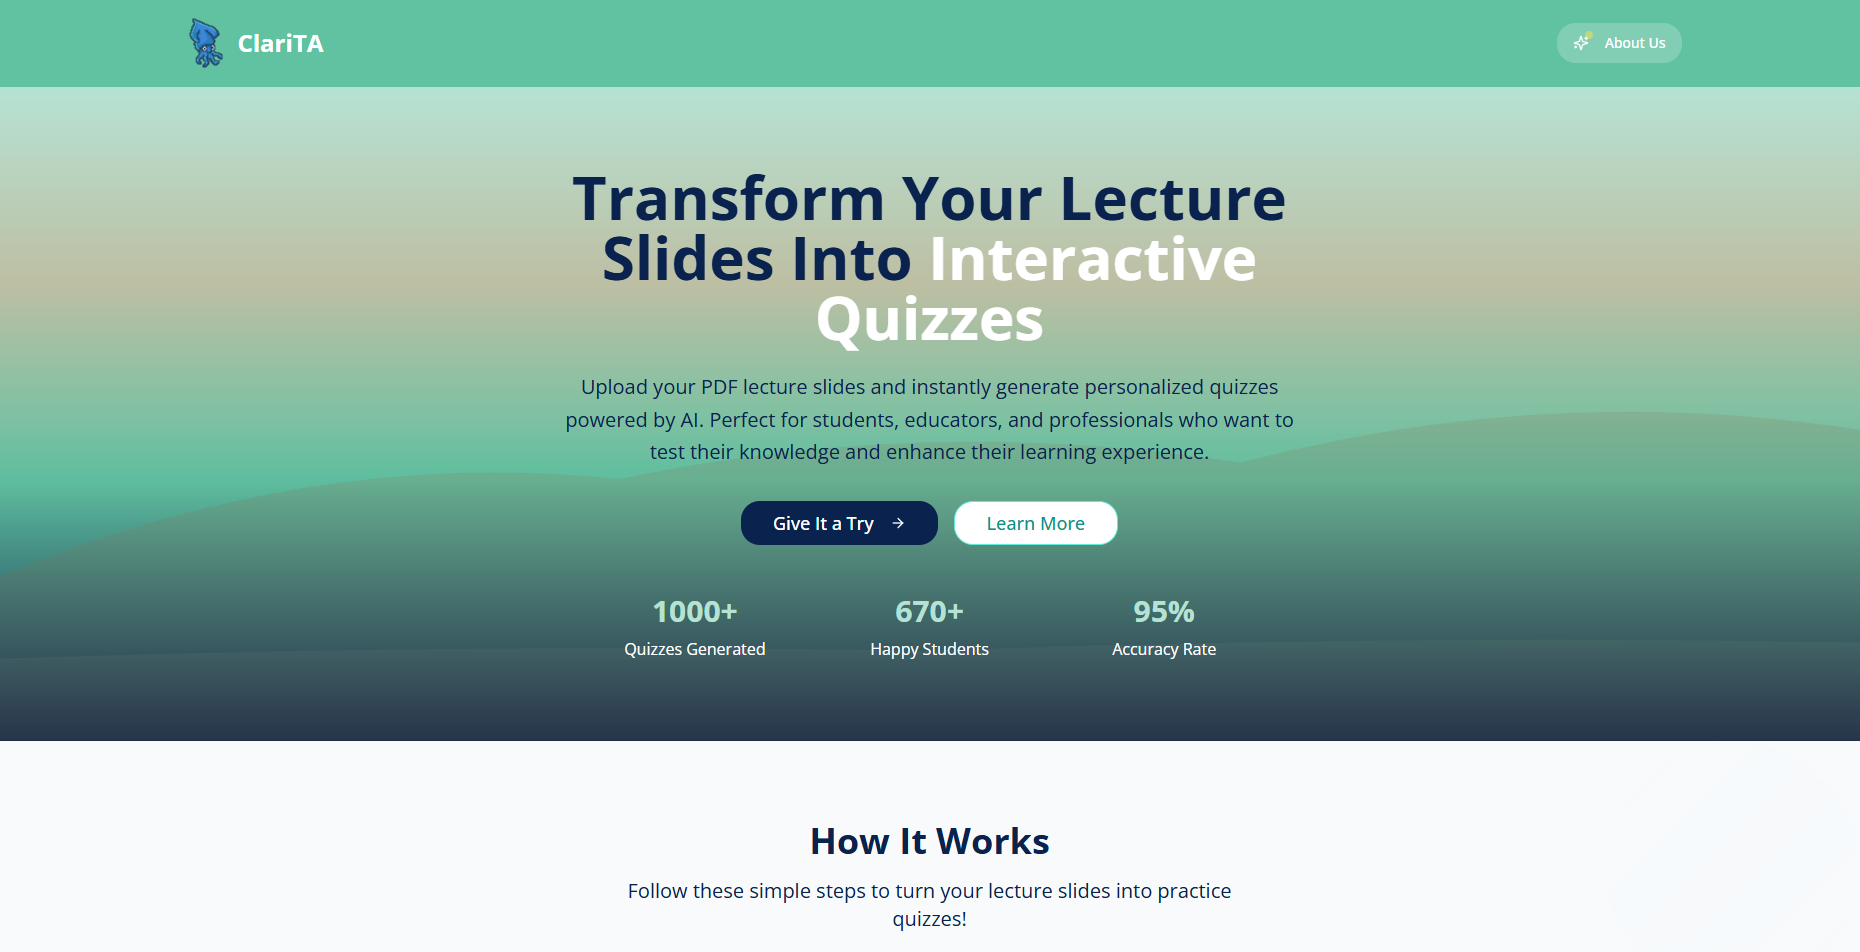 ClariTA
About Us
Transform Your Lecture
Slides Into Interactive
Quizzes
Upload your PDF lecture slides and instantly generate personalized quizzes
powered by AI. Perfect for students, educators, and professionals who want to
test their knowledge and enhance their learning experience.
Give It a Try
Learn More
1000+
Quizzes Generated
670+
Happy Students
95%
Accuracy Rate
How It Works
Follow these simple steps to turn your lecture slides into practice
quizzes!